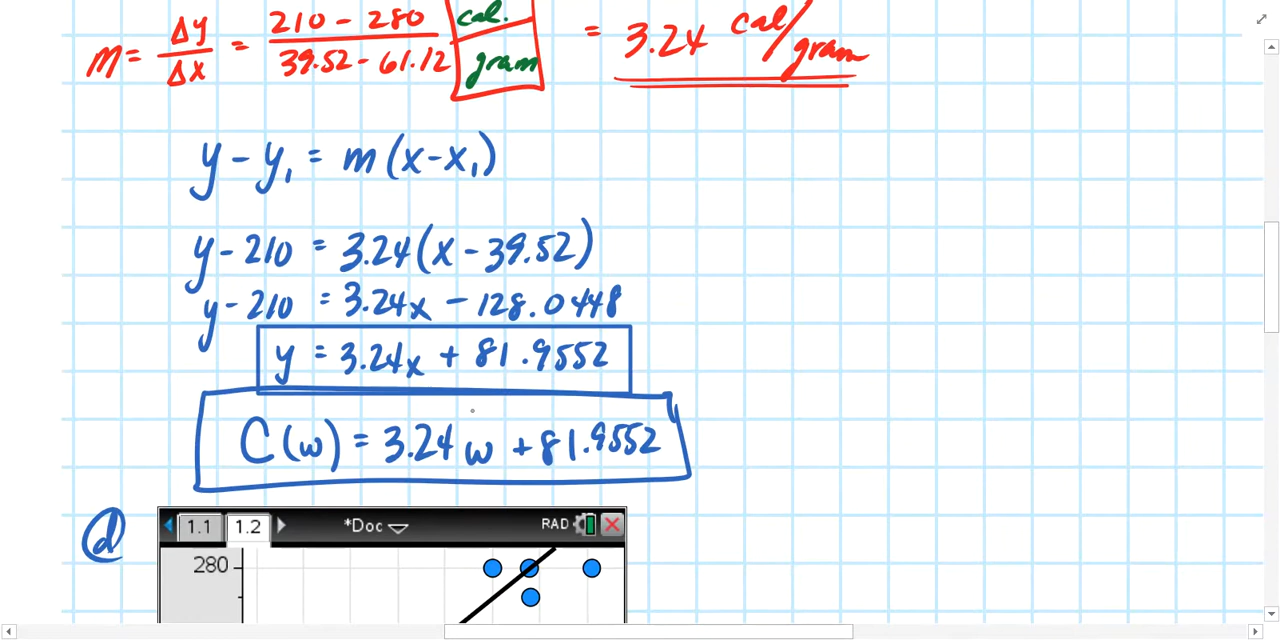 m = Δy/Δx = 210 - 280 / 39.52 - 61.12 cal. / gram = 3.24 cal/gram
y - y₁ = m(x - x₁)
y - 210 = 3.24(x - 39.52)
y - 210 = 3.24x - 128.0448
y = 3.24x + 81.9552
C(w) = 3.24w + 81.9552
d
1.1 1.2 *Doc RAD
280